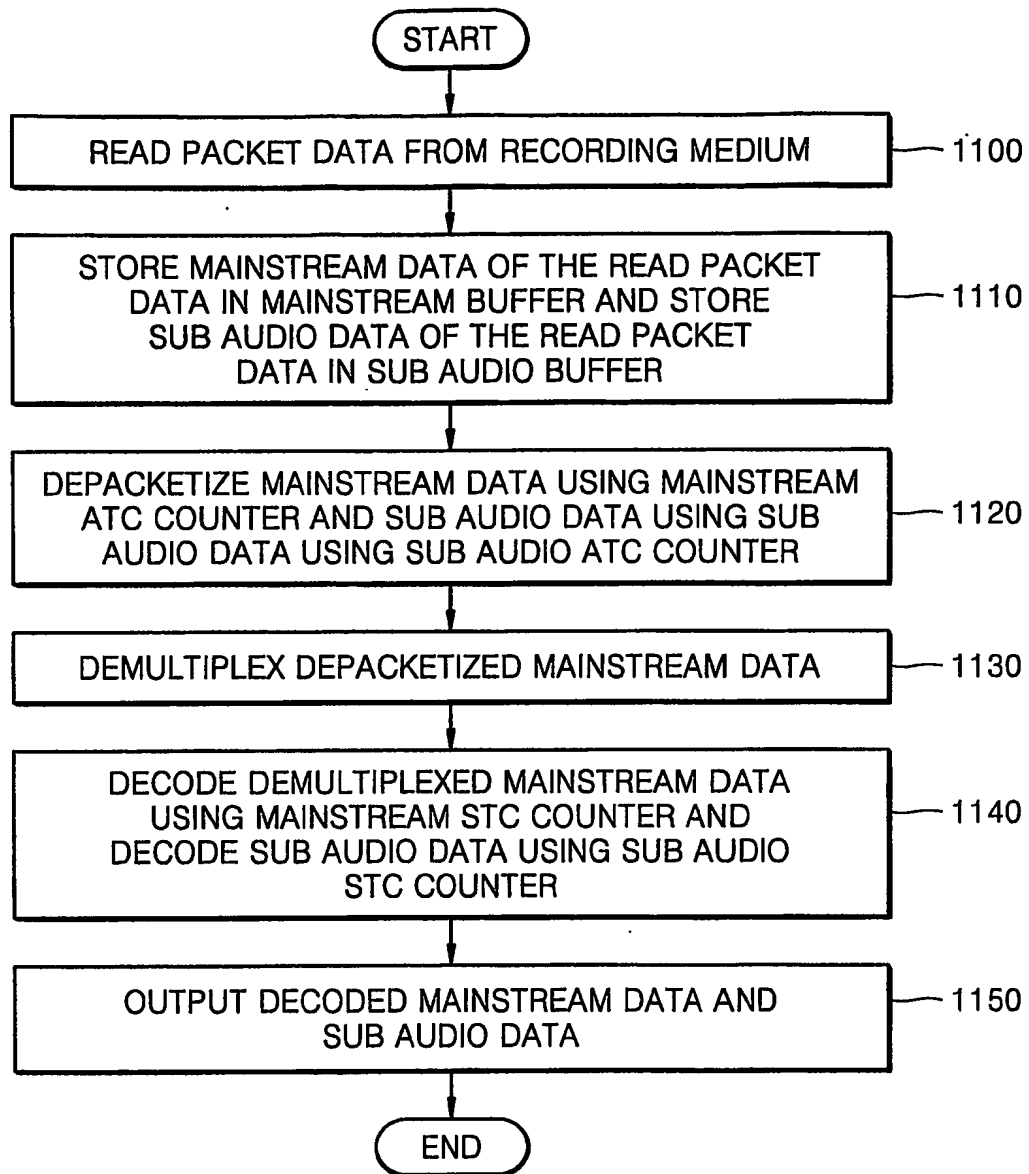 START
READ PACKET DATA FROM RECORDING MEDIUM
1100
STORE MAINSTREAM DATA OF THE READ PACKET
DATA IN MAINSTREAM BUFFER AND STORE
SUB AUDIO DATA OF THE READ PACKET
DATA IN SUB AUDIO BUFFER
1110
DEPACKETIZE MAINSTREAM DATA USING MAINSTREAM
ATC COUNTER AND SUB AUDIO DATA USING SUB
AUDIO DATA USING SUB AUDIO ATC COUNTER
1120
DEMULTIPLEX DEPACKETIZED MAINSTREAM DATA
1130
DECODE DEMULTIPLEXED MAINSTREAM DATA
USING MAINSTREAM STC COUNTER AND
DECODE SUB AUDIO DATA USING SUB AUDIO
STC COUNTER
1140
OUTPUT DECODED MAINSTREAM DATA AND
SUB AUDIO DATA
1150
END